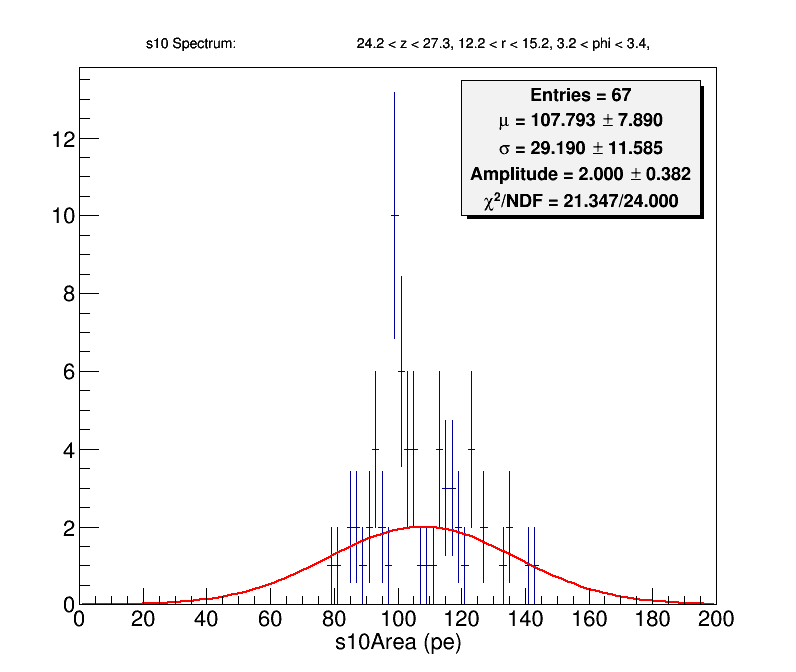 s10 Spectrum: 24.2 < z < 27.3, 12.2 < r < 15.2, 3.2 < phi < 3.4,
Entries = 67
μ = 107.793 ± 7.890
σ = 29.190 ± 11.585
Amplitude = 2.000 ± 0.382
χ²/NDF = 21.347/24.000
12
10
8
6
4
2
0
0 20 40 60 80 100 120 140 160 180 200
s10Area (pe)